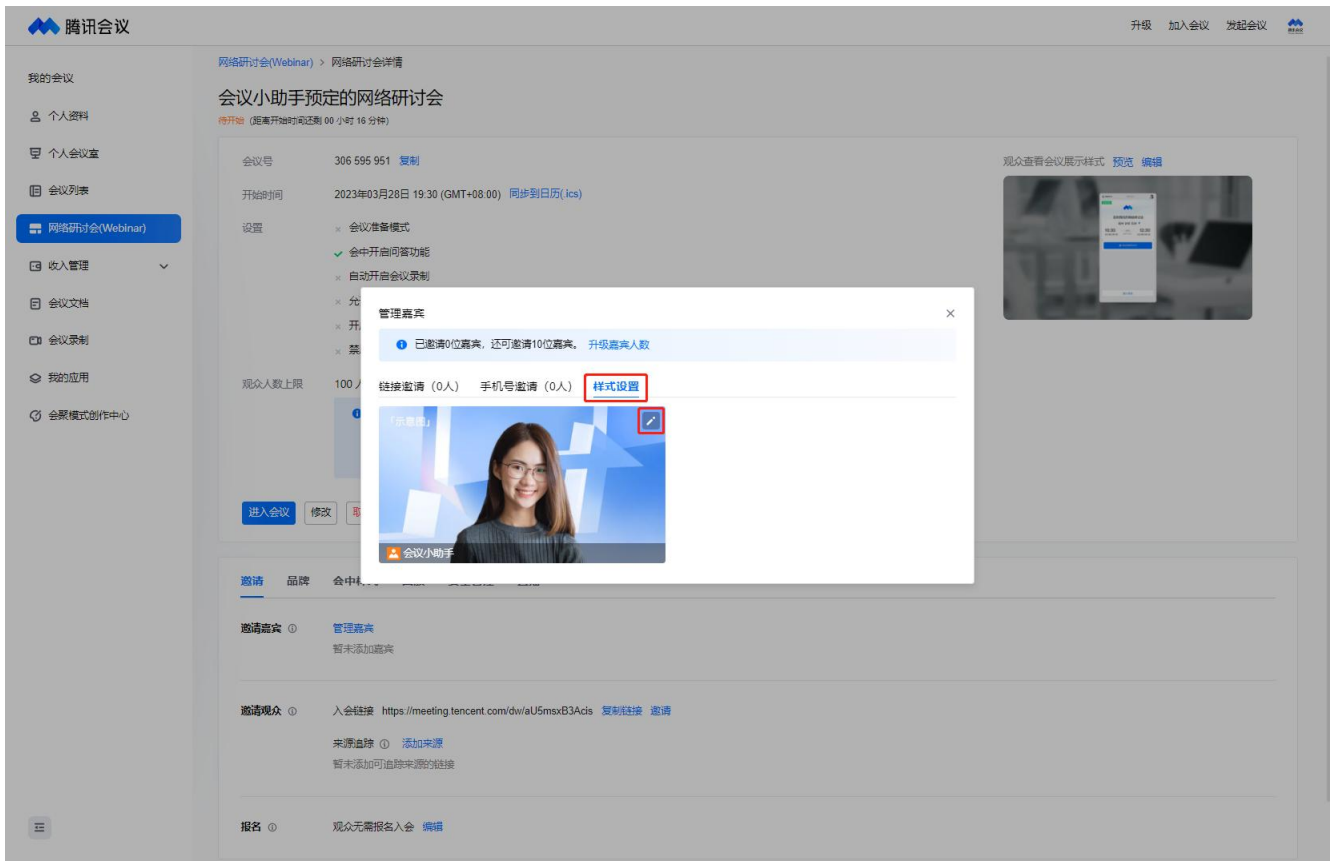 腾讯会议
升级 加入会议 发起会议
我的会议
个人资料
个人会议室
会议列表
网络研讨会(Webinar)
收入管理
会议文档
会议录制
我的应用
会聚模式创作中心
网络研讨会(Webinar) > 网络研讨会详情
会议小助手预定的网络研讨会
待开始 (距离开始时间还剩 00 小时 16 分钟)
会议号 306 595 951 复制
开始时间 2023年03月28日 19:30 (GMT+08:00) 同步到日历(.ics)
设置 会议准备模式
会中开启问答功能
自动开启会议录制
允
开
禁
观众人数上限 100
进入会议 修改
观众查看会议展示样式 预览 编辑
管理嘉宾
已邀请0位嘉宾，还可邀请10位嘉宾。 升级嘉宾人数
链接邀请（0人） 手机号邀请（0人） 样式设置
「示意图」
会议小助手
邀请 品牌 会中
邀请嘉宾 管理嘉宾
暂未添加嘉宾
邀请观众 入会链接 https://meeting.tencent.com/dw/aU5msxB3Acis 复制链接 邀请
来源追踪 添加来源
暂未添加可追踪来源的链接
报名 观众无需报名入会 编辑